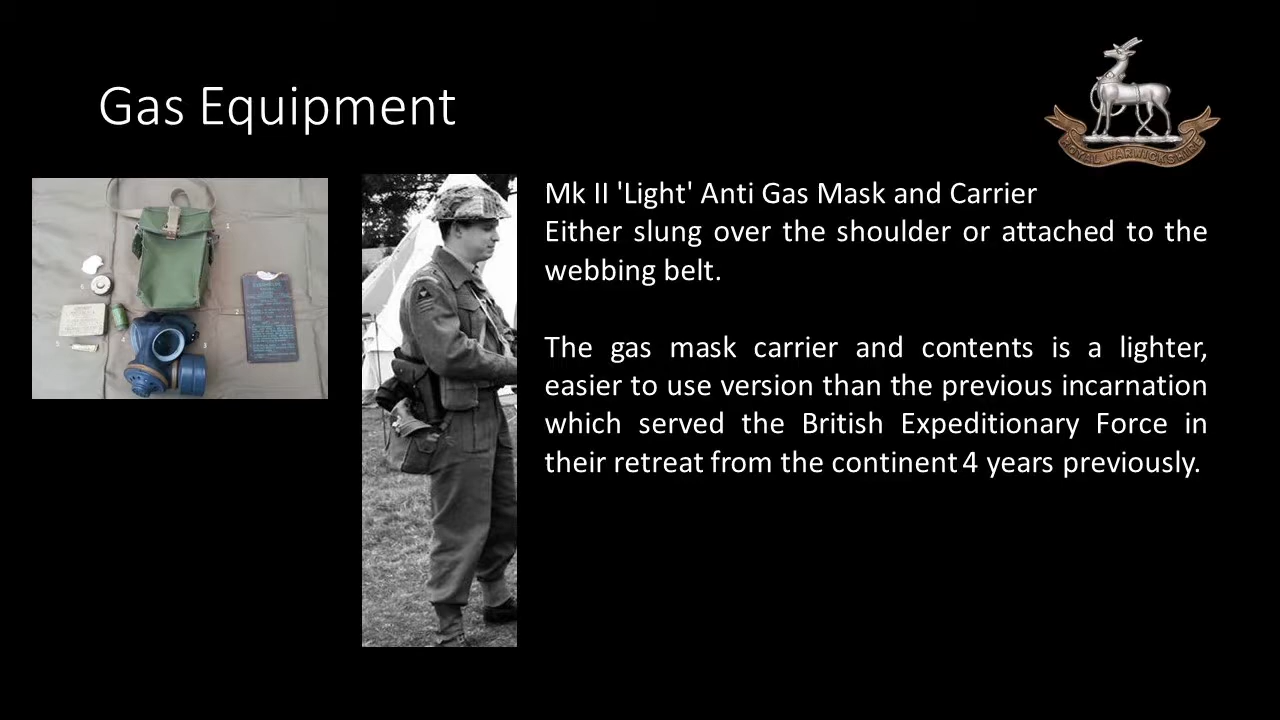 Gas Equipment
ROYAL WARWICKSHIRE
Mk II 'Light' Anti Gas Mask and Carrier
Either slung over the shoulder or attached to the
webbing belt.
The gas mask carrier and contents is a lighter,
easier to use version than the previous incarnation
which served the British Expeditionary Force in
their retreat from the continent 4 years previously.